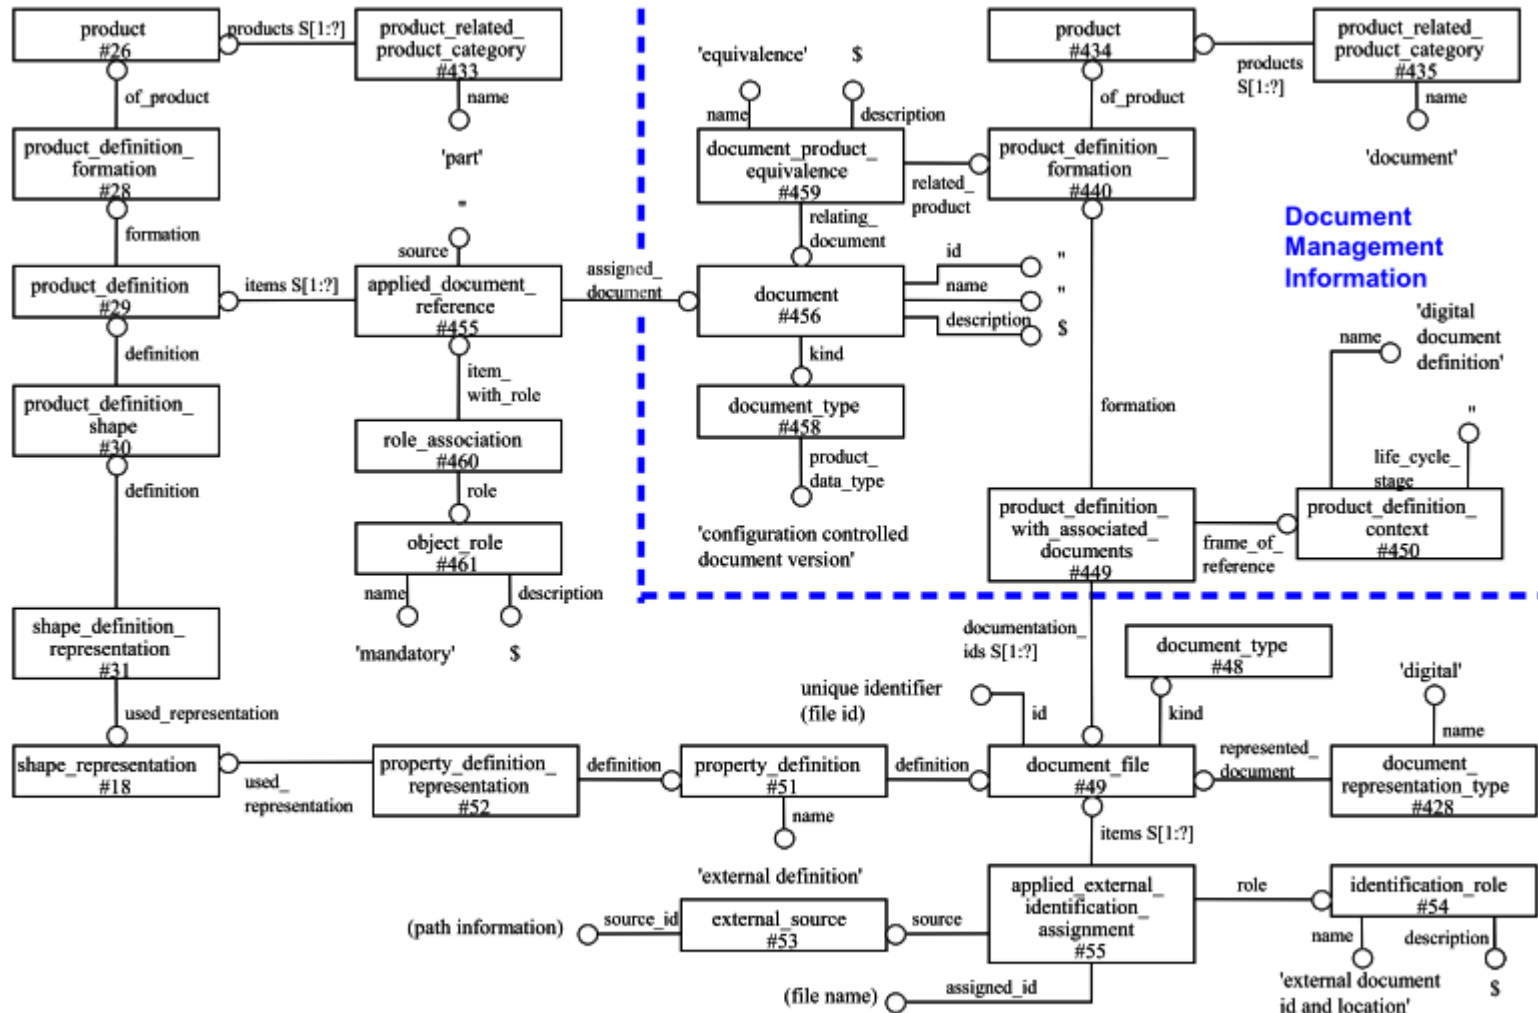 product
#26
products S[1:?]
product_related_
product_category
#433
name
'part'
of_product
product_definition_
formation
#28
formation
product_definition
#29
items S[1:?]
"
source
applied_document_
reference
#455
assigned_
document
item_
with_role
role_association
#460
role
object_role
#461
name
description
'mandatory'
$
definition
product_definition_
shape
#30
definition
shape_definition_
representation
#31
used_representation
shape_representation
#18
used_
representation
property_definition_
representation
#52
definition
property_definition
#51
name
'external definition'
definition
'equivalence'
$
name
description
document_product_
equivalence
#459
related_
product
relating_
document
document
#456
id
"
name
"
description
$
kind
document_type
#458
product_
data_type
'configuration controlled
document version'
product
#434
products
S[1:?]
product_related_
product_category
#435
name
'document'
of_product
product_definition_
formation
#440
Document
Management
Information
formation
name
'digital
document
definition'
"
life_cycle_
stage
product_definition_
with_associated_
documents
#449
frame_of_
reference
product_definition_
context
#450
documentation_
ids S[1:?]
document_type
#48
unique identifier
(file id)
id
kind
'digital'
name
document_file
#49
represented_
document
document_
representation_type
#428
items S[1:?]
applied_external_
identification_
assignment
#55
role
identification_role
#54
name
description
'external document
id and location'
$
source
external_source
#53
source_id
(path information)
assigned_id
(file name)